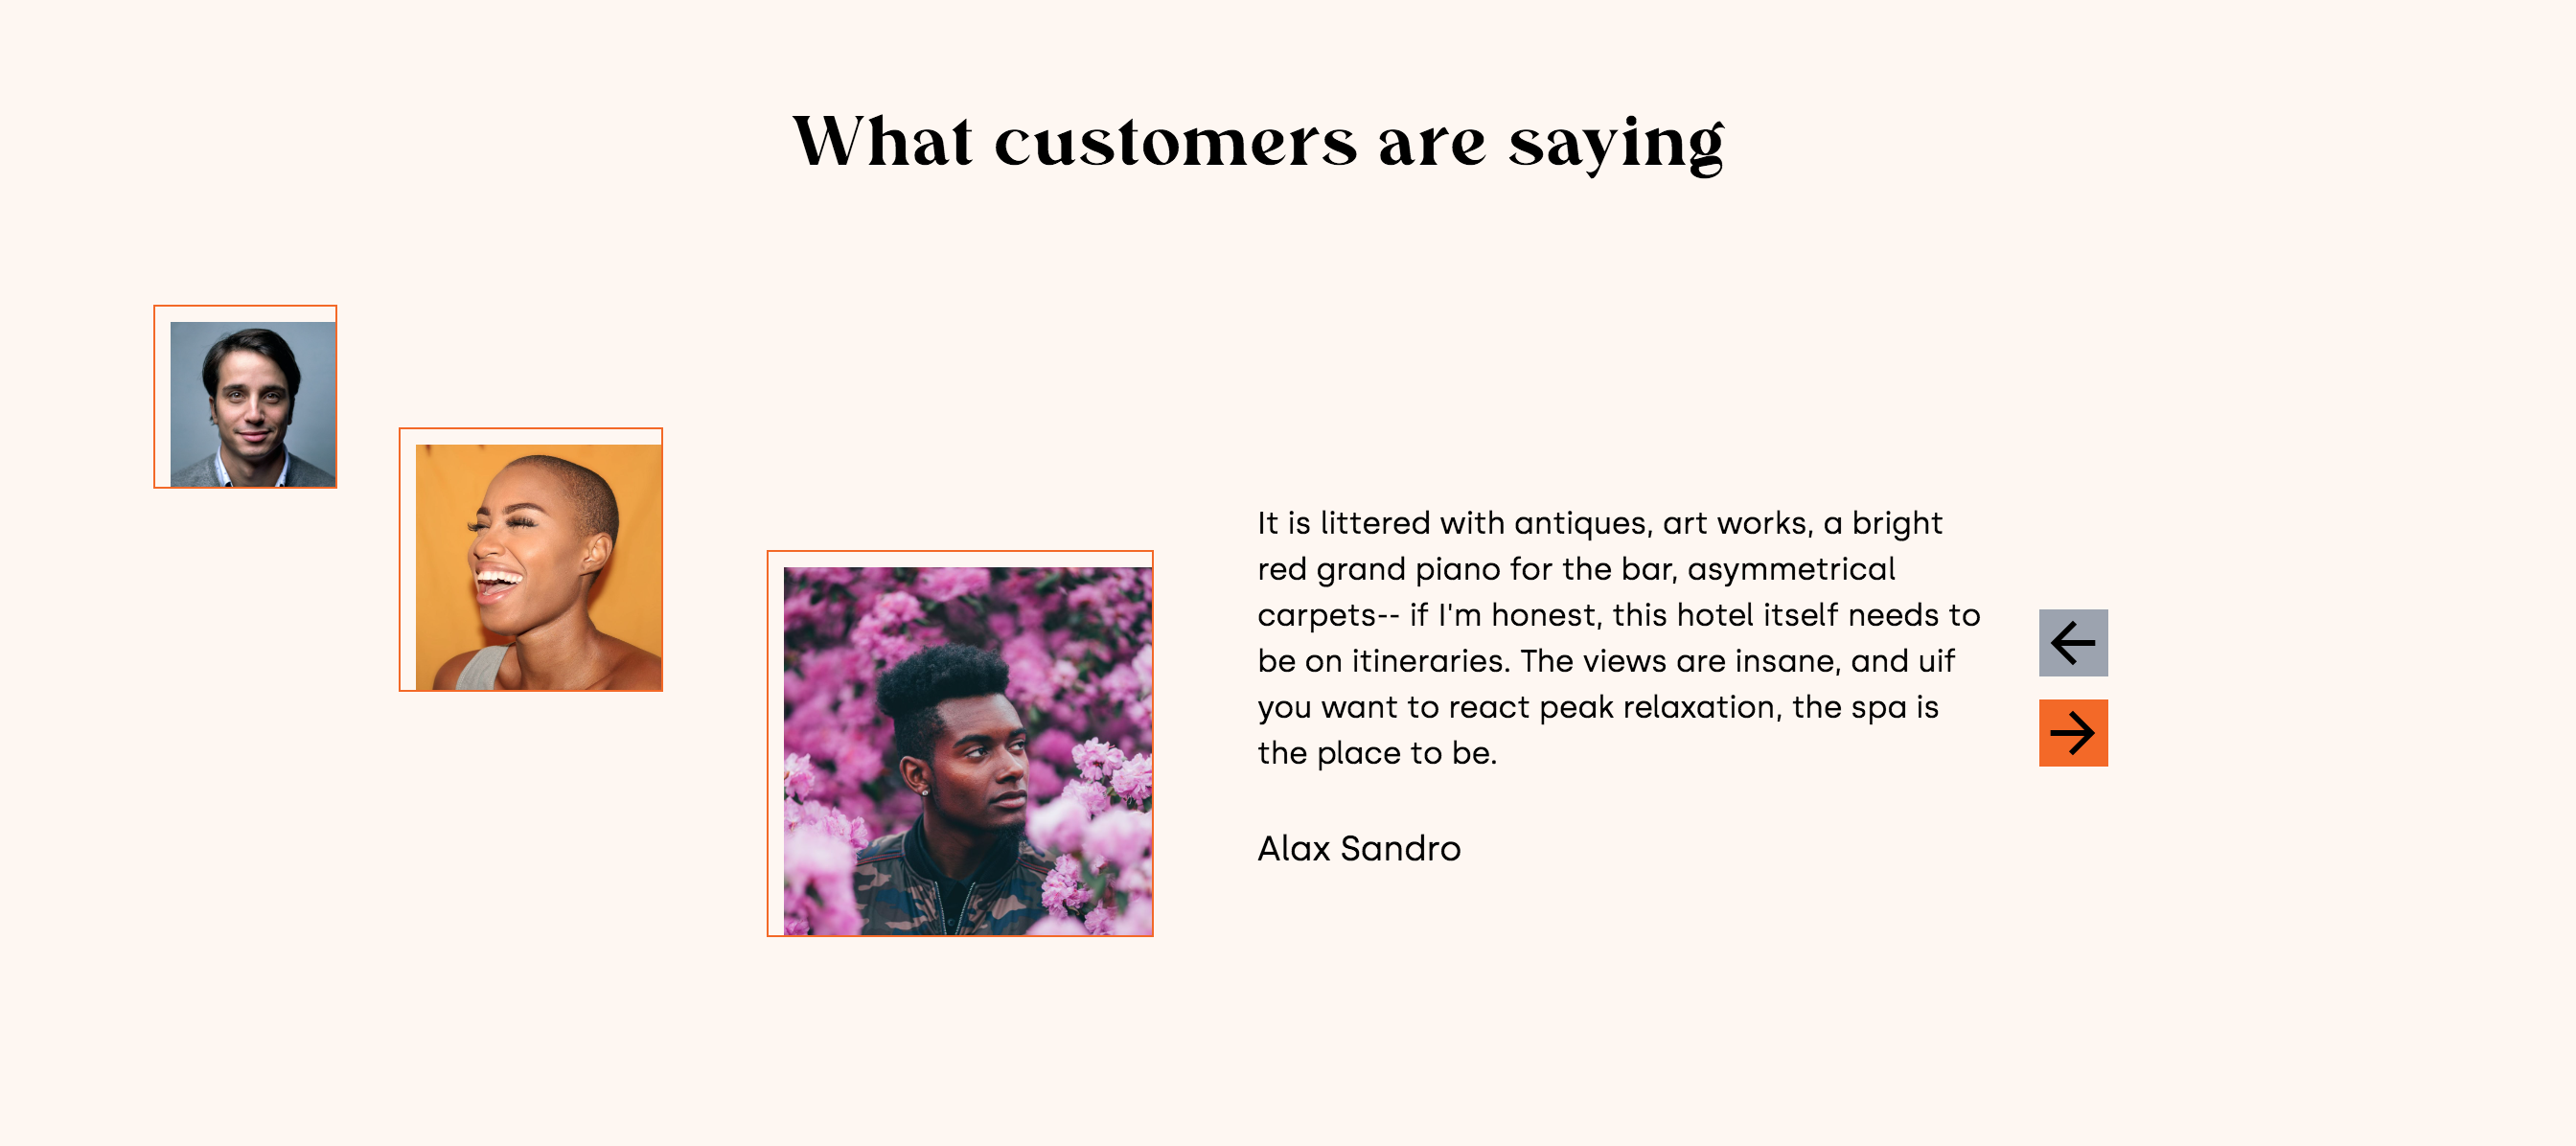 What customers are saying
It is littered with antiques, art works, a bright
red grand piano for the bar, asymmetrical
carpets-- if I'm honest, this hotel itself needs to
be on itineraries. The views are insane, and uif
you want to react peak relaxation, the spa is
the place to be.
Alax Sandro